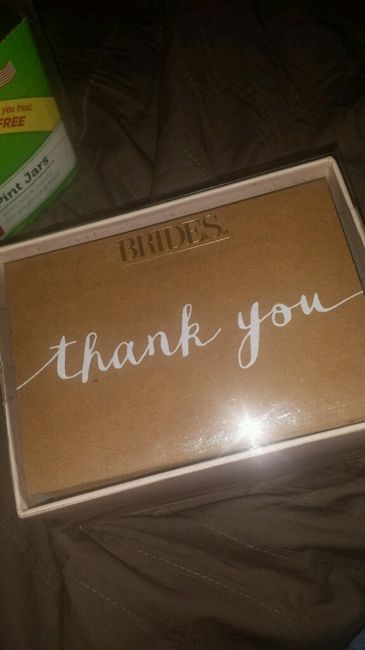 you trust.
FREE
Pint Jars
BRIDES.
thank you